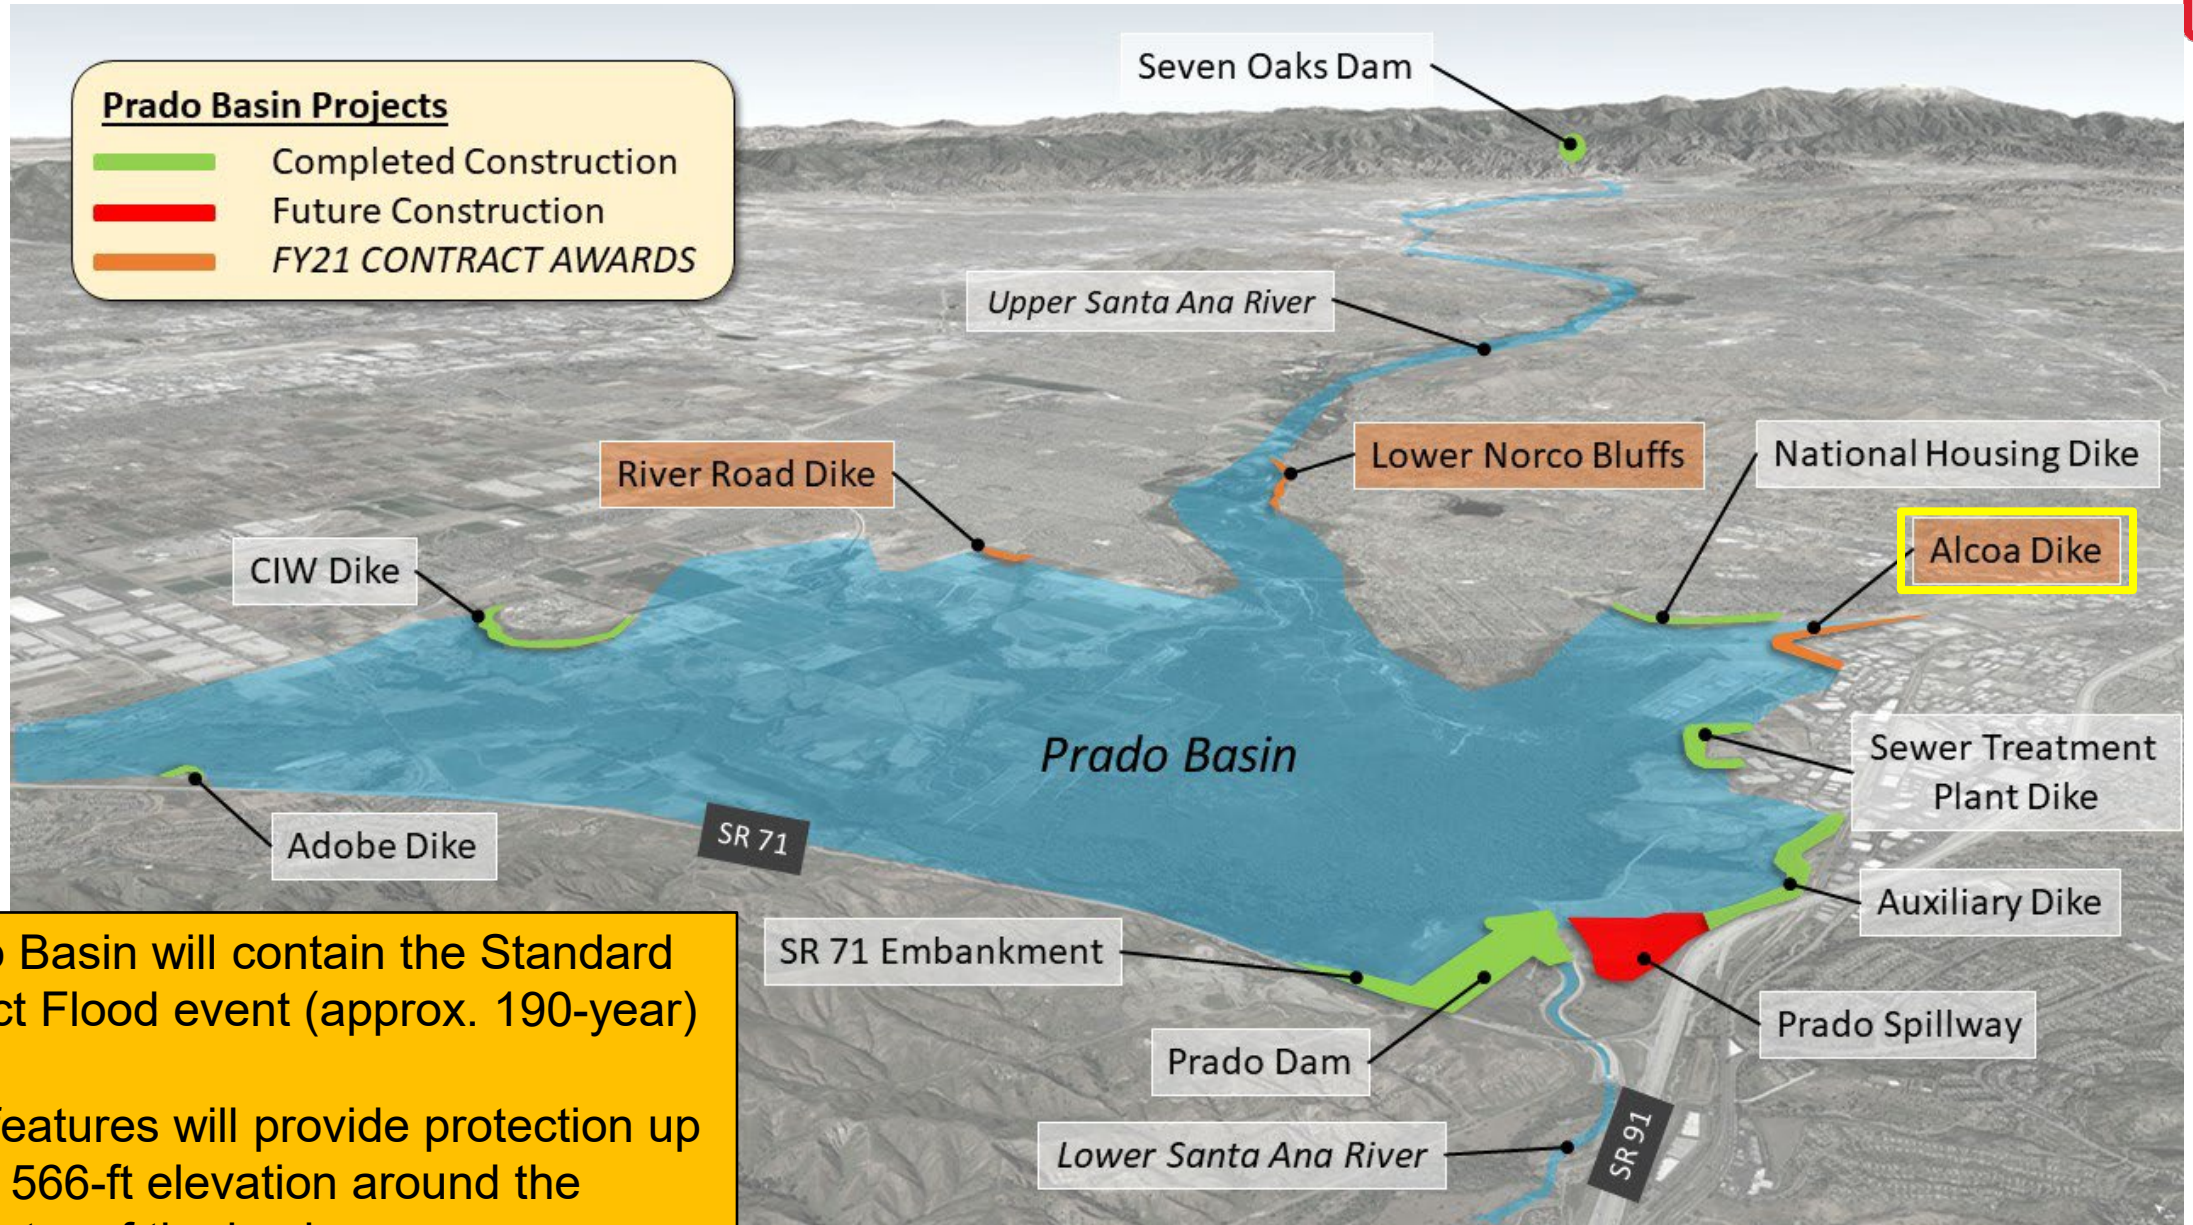 Seven Oaks Dam
Prado Basin Projects
Completed Construction
Future Construction
FY21 CONTRACT AWARDS
Upper Santa Ana River
River Road Dike
Lower Norco Bluffs
National Housing Dike
Alcoa Dike
CIW Dike
Prado Basin
Sewer Treatment
Plant Dike
Adobe Dike
SR 71
Auxiliary Dike
SR 71 Embankment
Prado Spillway
Prado Dam
Lower Santa Ana River
SR 91
Basin will contain the Standard
Flood event (approx. 190-year)
features will provide protection up
566-ft elevation around the